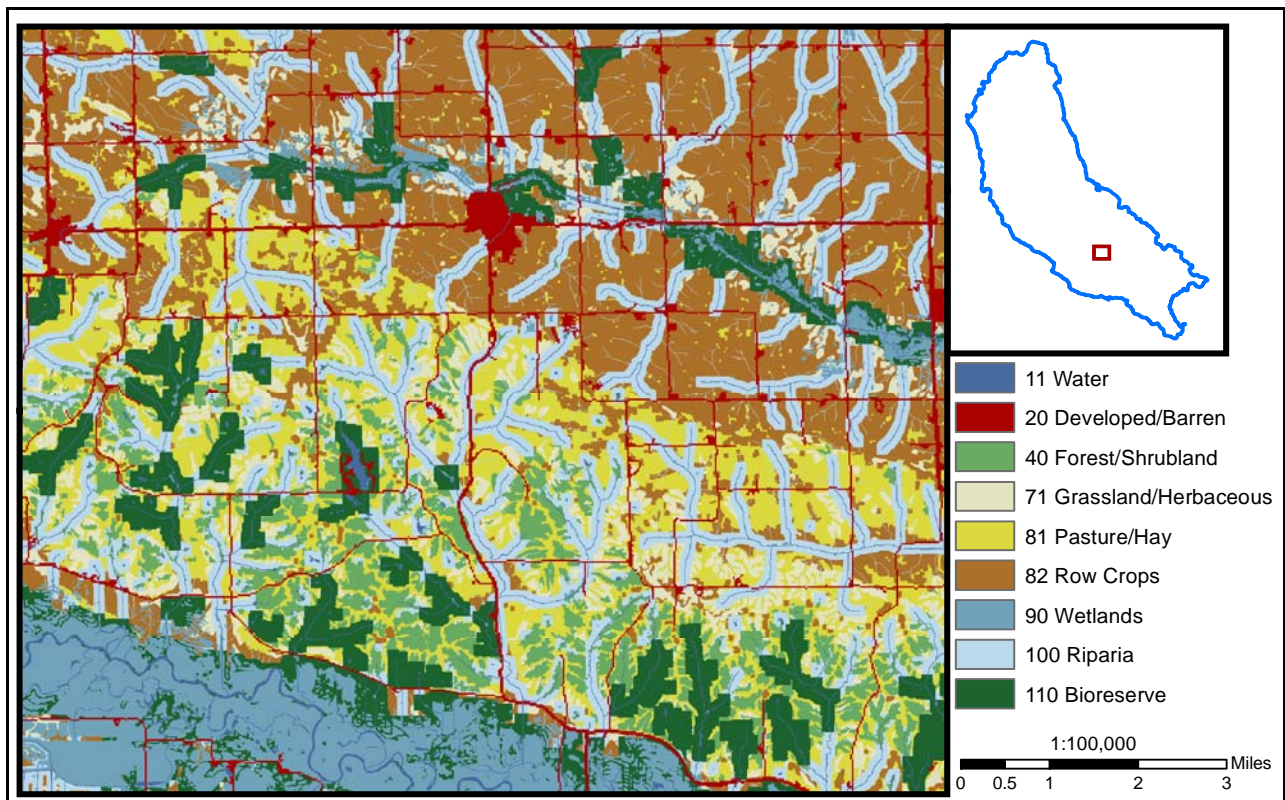 11 Water
20 Developed/Barren
40 Forest/Shrubland
71 Grassland/Herbaceous
81 Pasture/Hay
82 Row Crops
90 Wetlands
100 Riparia
110 Bioreserve
1:100,000
Miles
0 0.5 1 2 3